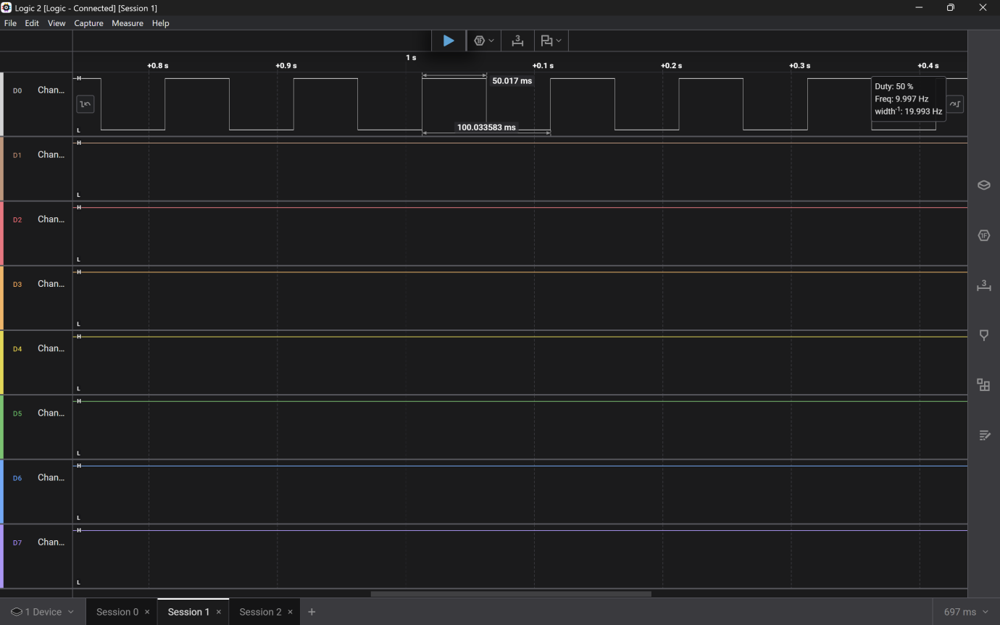 Logic 2 [Logic - Connected] [Session 1]
File Edit View Capture Measure Help
1F 3
1 s
+0.8 s +0.9 s +0.1 s +0.2 s +0.3 s +0.4 s
H
50.017 ms
D0 Chan...
Duty: 50 %
Freq: 9.997 Hz
width-1: 19.993 Hz
100.033583 ms
L
H
D1 Chan...
L
H
D2 Chan...
L
H
D3 Chan...
L
H
D4 Chan...
L
H
D5 Chan...
L
H
D6 Chan...
L
H
D7 Chan...
L
1F
3
1 Device Session 0 × Session 1 × Session 2 × + 697 ms